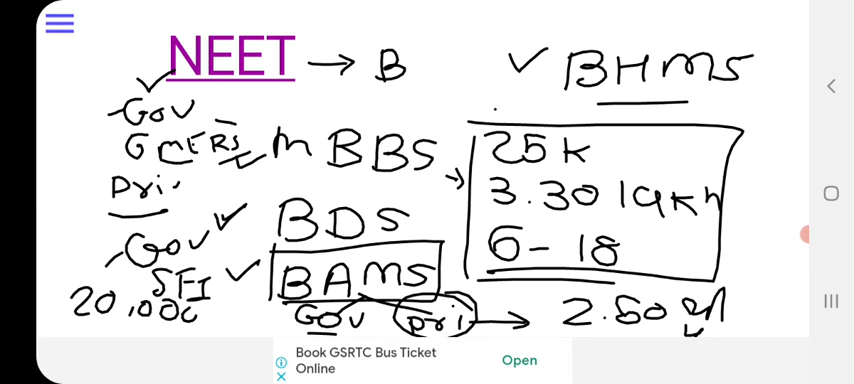 NEET → B ✓ BHMS
Gov
GMERS MBBS → 25K
Pri. 3.30 lakh
BDS 6-18
Gov
SFI BAMS
20,000 Gov Pri → 2.50
Book GSRTC Bus Ticket
Online
Open